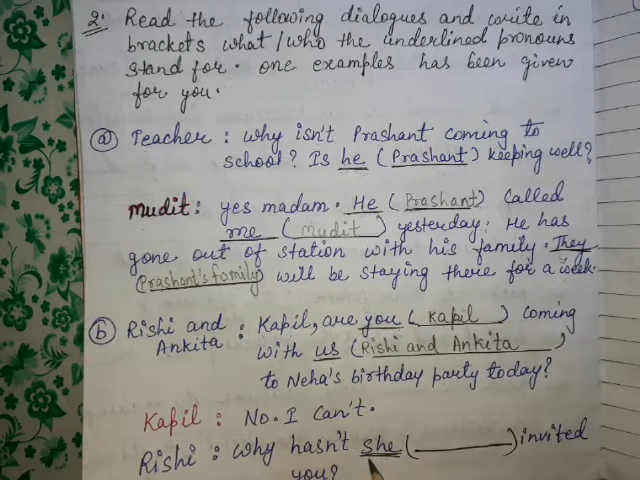 2. Read the following dialogues and write in
brackets what / who the underlined pronouns
stand for. one examples has been given
for you.
(a) Teacher : why isn't Prashant coming to
school? Is he (Prashant) keeping well?
Mudit : yes madam. He (Prashant) called
me (Mudit) yesterday. He has
gone out of station with his family. They
(Prashant's family) will be staying there for a week.
(b) Rishi and Ankita : Kapil, are you (Kapil) coming
with us (Rishi and Ankita)
to Neha's birthday party today?
Kapil : No. I can't.
Rishi : why hasn't she (________) invited
you?